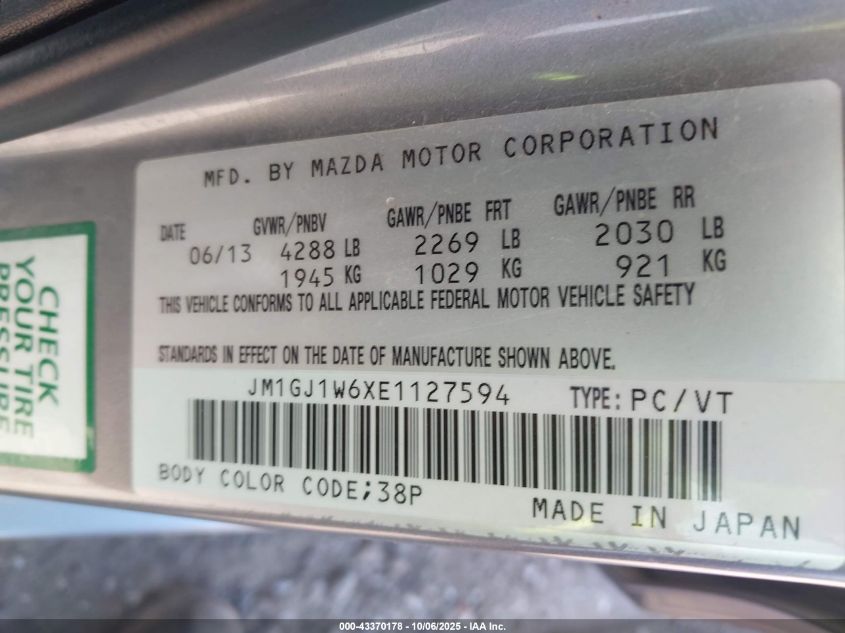 MFD. BY MAZDA MOTOR CORPORATION
DATE GVWR/PNBV GAWR/PNBE FRT GAWR/PNBE RR
06/13 4288 LB 2269 LB 2030 LB
1945 KG 1029 KG 921 KG
THIS VEHICLE CONFORMS TO ALL APPLICABLE FEDERAL MOTOR VEHICLE SAFETY
STANDARDS IN EFFECT ON THE DATE OF MANUFACTURE SHOWN ABOVE.
JM1GJ1W6XE1127594 TYPE: PC/VT
BODY COLOR CODE;38P
MADE IN JAPAN
CHECK
YOUR TIRE
PRESSURE
000-43370178 - 10/06/2025 - IAA Inc.